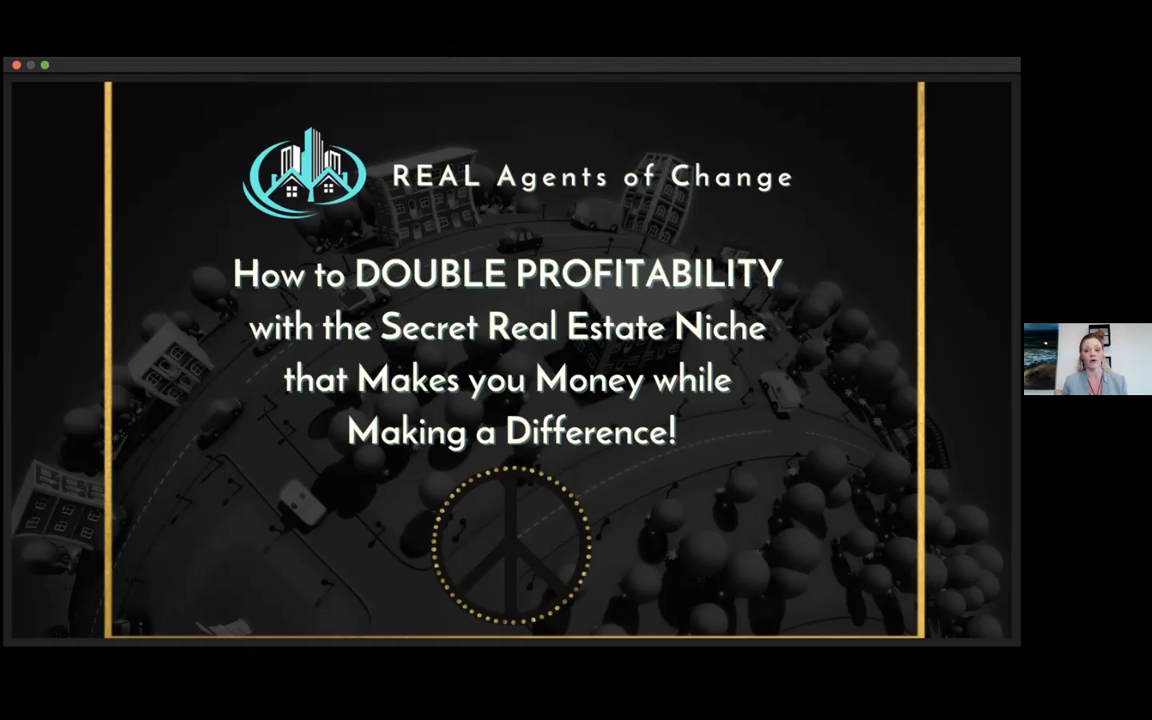 REAL Agents of Change
How to DOUBLE PROFITABILITY
with the Secret Real Estate Niche
that Makes you Money while
Making a Difference!